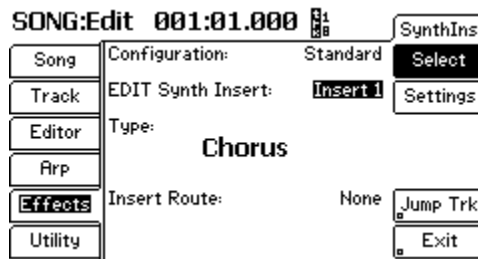 SONG:Edit 001:01.000
SynthIns
Song
Configuration: Standard
Select
Track
EDIT Synth Insert: Insert 1
Settings
Editor
Type:
Chorus
Arp
Effects
Insert Route: None
Jump Trk
Utility
Exit